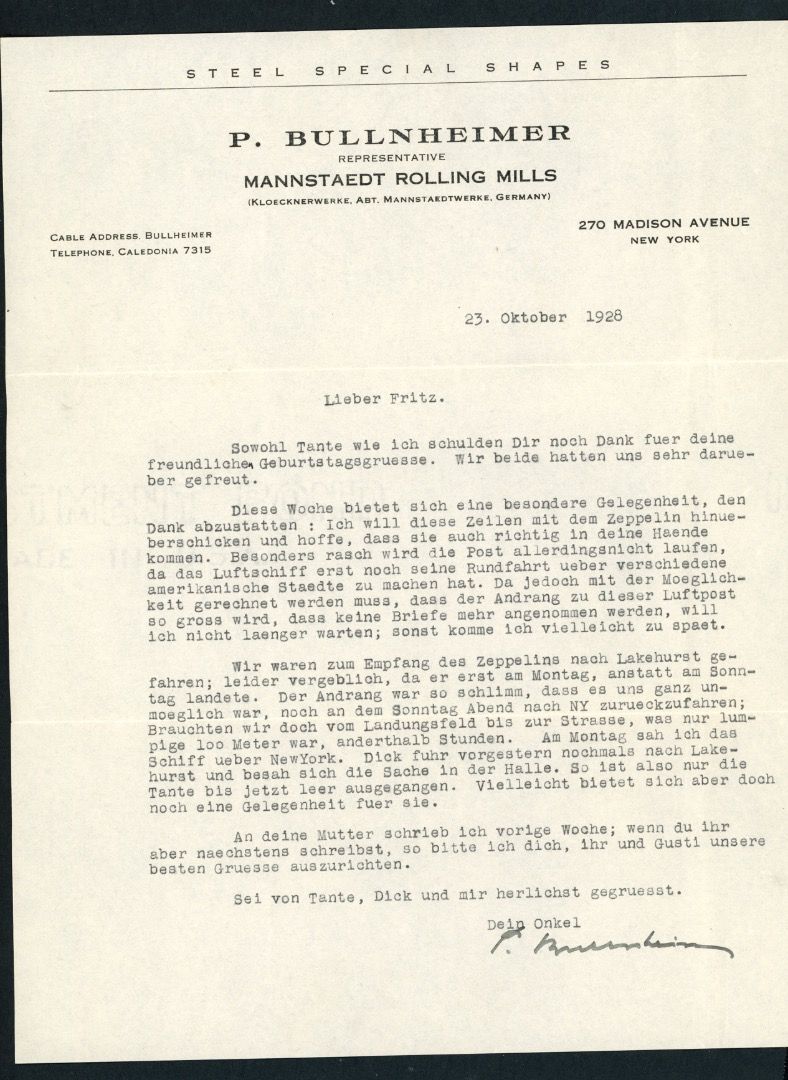 STEEL SPECIAL SHAPES
P. BULLNHEIMER
REPRESENTATIVE
MANNSTAEDT ROLLING MILLS
(KLOECKNERWERKE, ABT. MANNSTAEDTWERKE, GERMANY)
CABLE ADDRESS. BULLHEIMER
TELEPHONE, CALEDONIA 7315
270 MADISON AVENUE
NEW YORK
23. Oktober 1928
Lieber Fritz.
Sowohl Tante wie ich schulden Dir noch Dank fuer deine
freundlichen Geburtstagsgruesse. Wir beide hatten uns sehr darue-
ber gefreut.
Diese Woche bietet sich eine besondere Gelegenheit, den
Dank abzustatten : Ich will diese Zeilen mit dem Zeppelin hinue-
berschicken und hoffe, dass sie auch richtig in deine Haende
kommen. Besonders rasch wird die Post allerdingsnicht laufen,
da das Luftschiff erst noch seine Rundfahrt ueber verschiedene
amerikanische Staedte zu machen hat. Da jedoch mit der Moeglich-
keit gerechnet werden muss, dass der Andrang zu dieser Luftpost
so gross wird, dass keine Briefe mehr angenommen werden, will
ich nicht laenger warten; sonst komme ich vielleicht zu spaet.
Wir waren zum Empfang des Zeppelins nach Lakehurst ge-
fahren; leider vergeblich, da er erst am Montag, anstatt am Sonn-
tag landete. Der Andrang war so schlimm, dass es uns ganz un-
moeglich war, noch an dem Sonntag Abend nach NY zurueckzufahren;
Brauchten wir doch vom Landungsfeld bis zur Strasse, was nur lum-
pige loo Meter war, anderthalb Stunden. Am Montag sah ich das
Schiff ueber NewYork. Dick fuhr vorgestern nochmals nach Lake-
hurst und besah sich die Sache in der Halle. So ist also nur die
Tante bis jetzt leer ausgegangen. Vielleicht bietet sich aber doch
noch eine Gelegenheit fuer sie.
An deine Mutter schrieb ich vorige Woche; wenn du ihr
aber naechstens schreibst, so bitte ich dich, ihr und Gusti unsere
besten Gruesse auszurichten.
Sei von Tante, Dick und mir herlichst gegruesst.
Dein Onkel
P. Bullnheimer